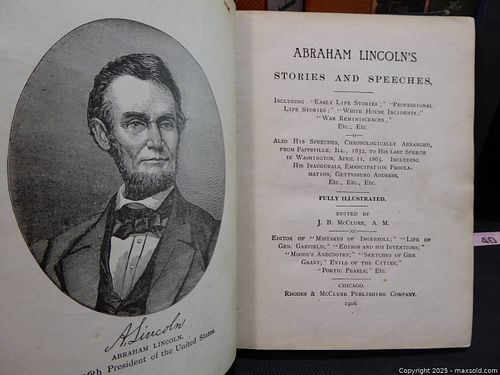 A. Lincoln
ABRAHAM LINCOLN.
16th President of the United States
ABRAHAM LINCOLN'S
STORIES AND SPEECHES,
INCLUDING "EARLY LIFE STORIES;" "PROFESSIONAL
LIFE STORIES;" "WHITE HOUSE INCIDENTS;"
"WAR REMINISCENCES,"
ETC., ETC.
ALSO HIS SPEECHES, CHRONOLOGICALLY ARRANGED,
FROM PAPPSVILLE, ILL., 1832, TO HIS LAST SPEECH
IN WASHINGTON, APRIL 11, 1865. INCLUDING
HIS INAUGURALS, EMANCIPATION PROCLA-
MATION, GETTYSBURG ADDRESS,
ETC., ETC., ETC.
FULLY ILLUSTRATED.
EDITED BY
J. B. MCCLURE, A. M.
EDITOR OF "MISTAKES OF INGERSOLL;" "LIFE OF
GEN. GARFIELD;" "EDISON AND HIS INVENTIONS;"
"MOODY'S ANECDOTES;" "SKETCHES OF GEN.
GRANT;" EVILS OF THE CITIES;"
"POETIC PEARLS;" ETC.
CHICAGO.
RHODES & MCCLURE PUBLISHING COMPANY.
1906
40
Copyright 2025 - maxsold.com